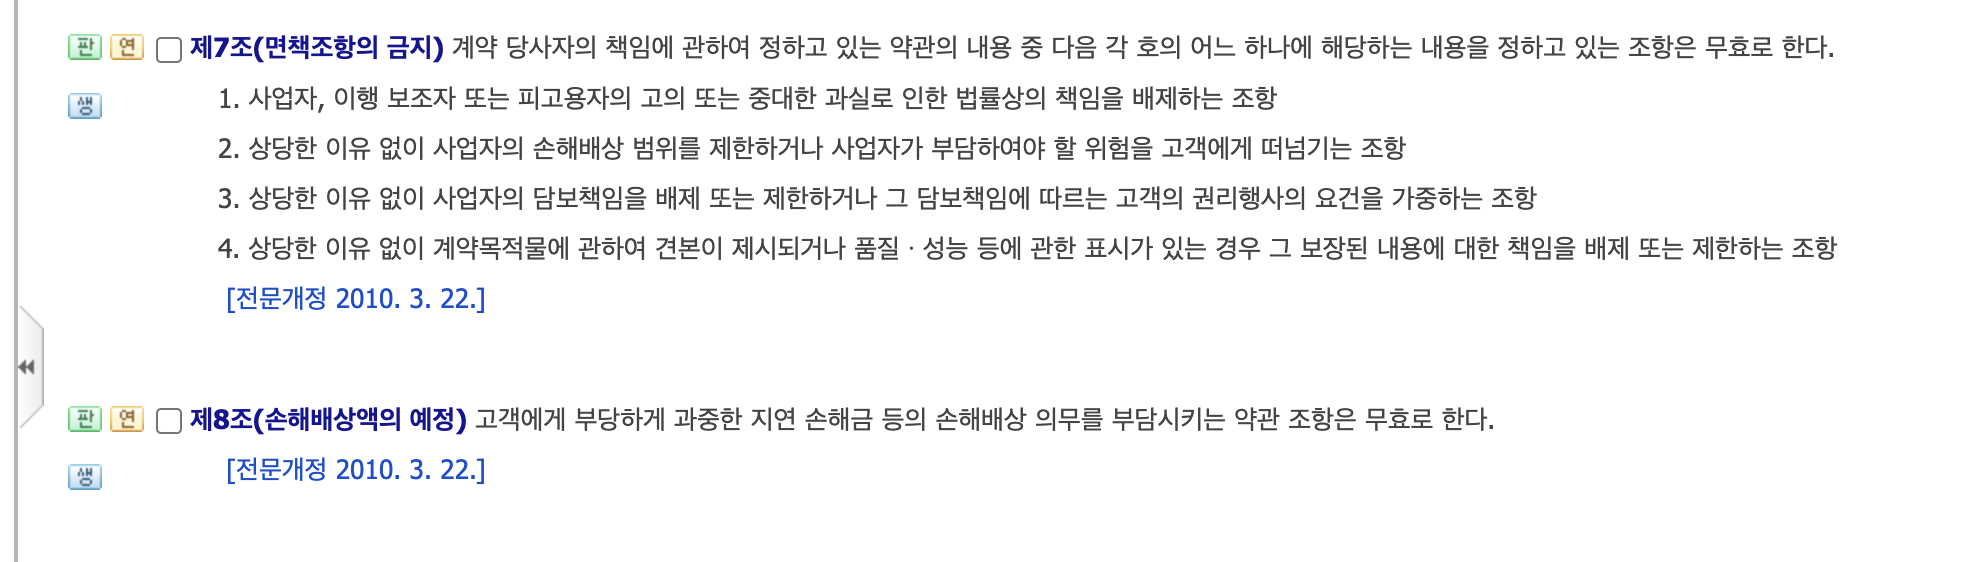 판 연 제7조(면책조항의 금지) 계약 당사자의 책임에 관하여 정하고 있는 약관의 내용 중 다음 각 호의 어느 하나에 해당하는 내용을 정하고 있는 조항은 무효로 한다.
생 1. 사업자, 이행 보조자 또는 피고용자의 고의 또는 중대한 과실로 인한 법률상의 책임을 배제하는 조항
2. 상당한 이유 없이 사업자의 손해배상 범위를 제한하거나 사업자가 부담하여야 할 위험을 고객에게 떠넘기는 조항
3. 상당한 이유 없이 사업자의 담보책임을 배제 또는 제한하거나 그 담보책임에 따르는 고객의 권리행사의 요건을 가중하는 조항
4. 상당한 이유 없이 계약목적물에 관하여 견본이 제시되거나 품질ㆍ성능 등에 관한 표시가 있는 경우 그 보장된 내용에 대한 책임을 배제 또는 제한하는 조항
[전문개정 2010. 3. 22.]
판 연 제8조(손해배상액의 예정) 고객에게 부당하게 과중한 지연 손해금 등의 손해배상 의무를 부담시키는 약관 조항은 무효로 한다.
생 [전문개정 2010. 3. 22.]